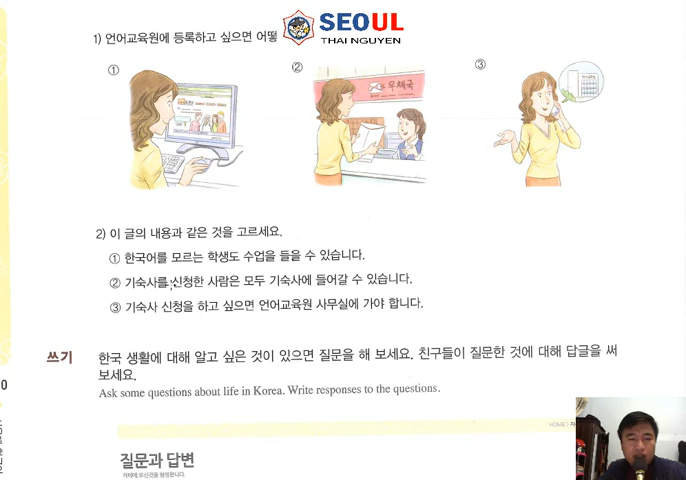 SEOUL
THAI NGUYEN
1) 언어교육원에 등록하고 싶으면 어떻
①
②
③
우체국
2) 이 글의 내용과 같은 것을 고르세요.
① 한국어를 모르는 학생도 수업을 들을 수 있습니다.
② 기숙사를 신청한 사람은 모두 기숙사에 들어갈 수 있습니다.
③ 기숙사 신청을 하고 싶으면 언어교육원 사무실에 가야 합니다.
쓰기
한국 생활에 대해 알고 싶은 것이 있으면 질문을 해 보세요. 친구들이 질문한 것에 대해 답글을 써
보세요.
Ask some questions about life in Korea. Write responses to the questions.
HOME
질문과 답변